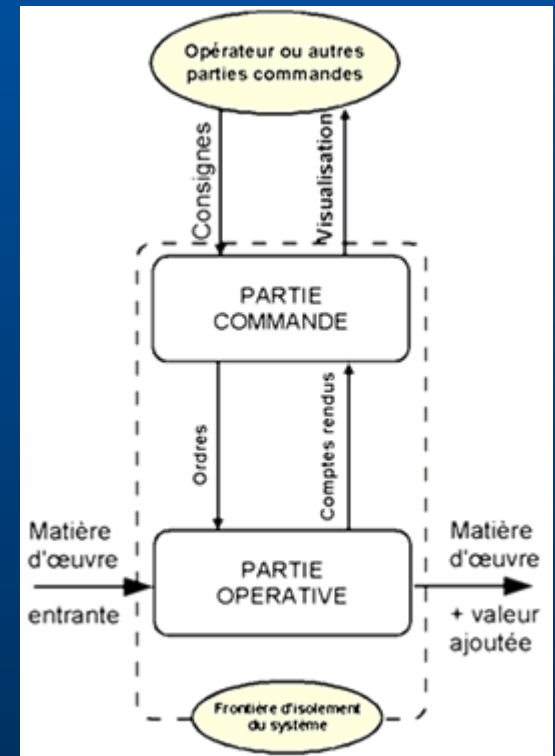 Opérateur ou autres
parties commandes
Consignes
Visualisation
PARTIE
COMMANDE
Ordres
Comptes rendus
Matière
d'œuvre
entrante
PARTIE
OPERATIVE
Matière
d'œuvre
+ valeur
ajoutée
Frontière d'isolement
du système